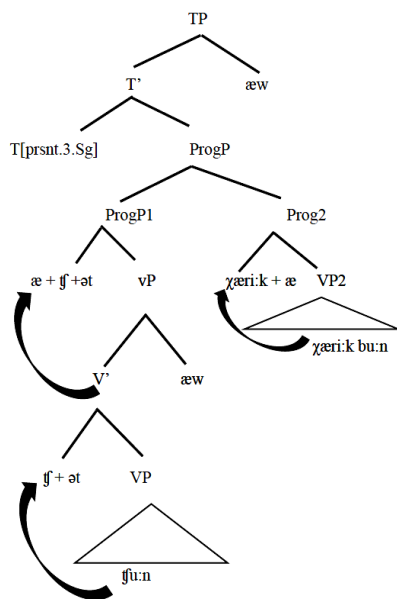 TP
T’ æw
T[prsnt.3.Sg] ProgP
ProgP1 Prog2
æ + ʧ +ət vP χæri:k + æ VP2
χæri:k bu:n
V’ æw
ʧ + ət VP
ʧu:n